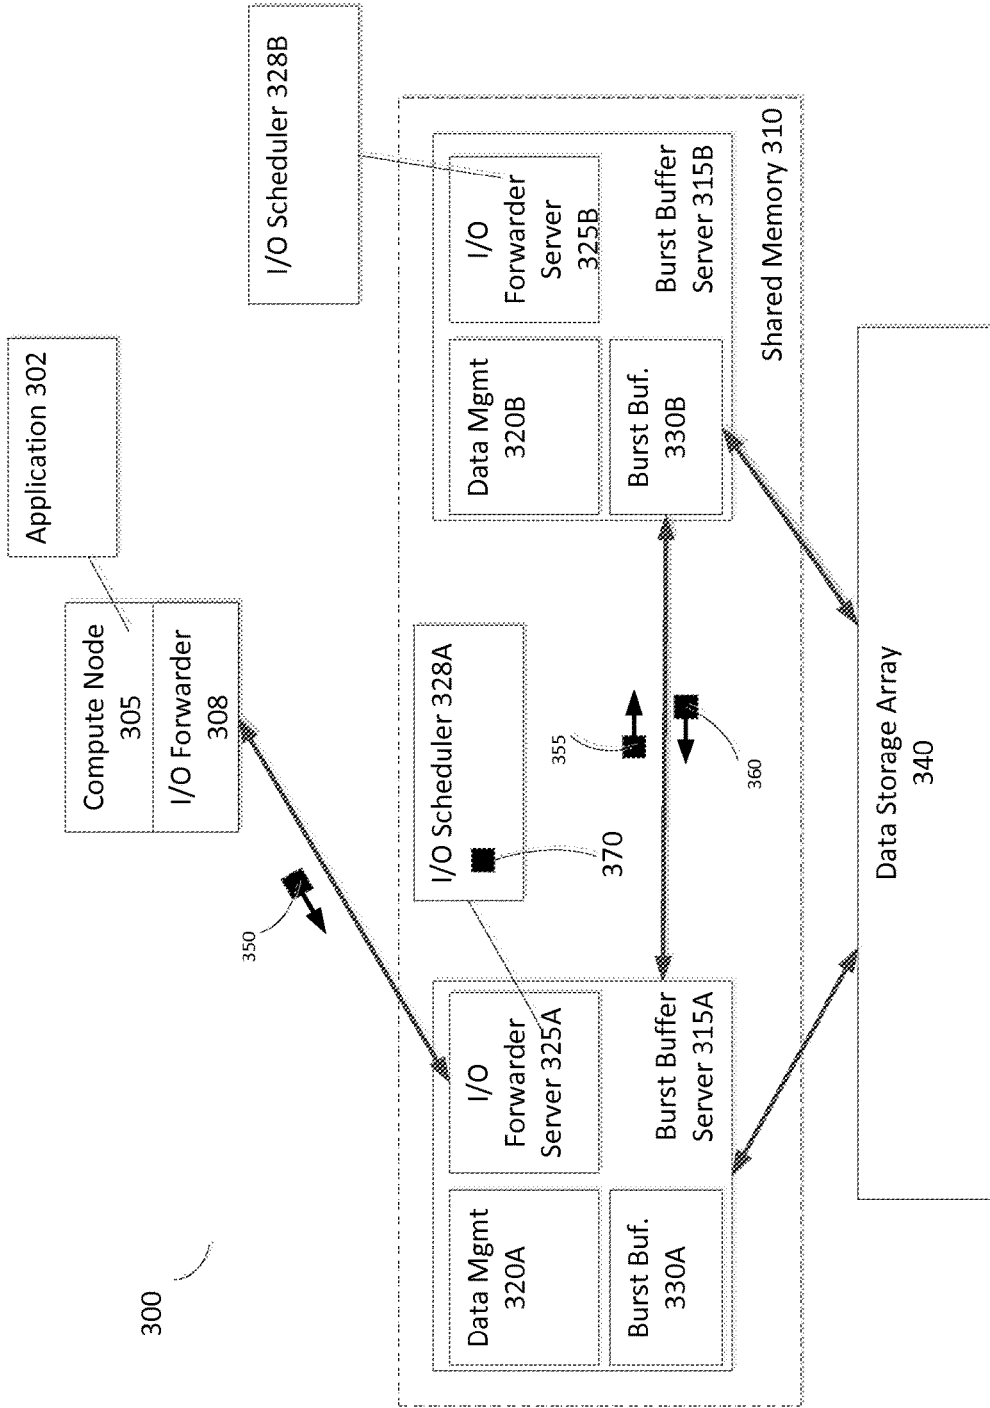 300
Application 302
Compute Node
305
I/O Forwarder
308
I/O Scheduler 328B
350
I/O Scheduler 328A
370
355
360
Data Mgmt
320A
I/O
Forwarder
Server 325A
Burst Buf.
330A
Burst Buffer
Server 315A
Data Mgmt
320B
I/O
Forwarder
Server
325B
Burst Buf.
330B
Burst Buffer
Server 315B
Shared Memory 310
Data Storage Array
340